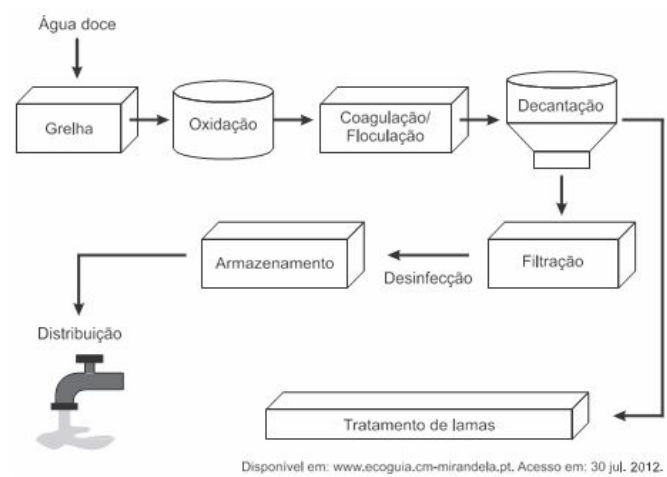 Água doce
Grelha
Oxidação
Coagulação/
Floculação
Decantação
Armazenamento
Desinfecção
Filtração
Distribuição
Tratamento de lamas
Disponível em: www.ecoguia.cm-mirandela.pt. Acesso em: 30 jul. 2012.